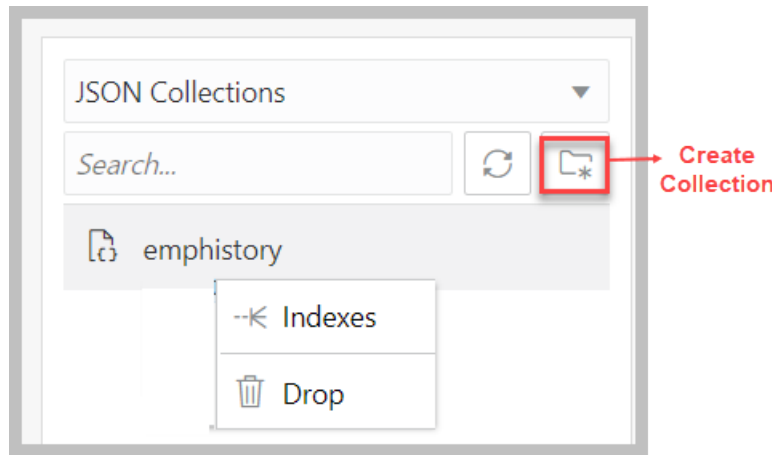 JSON Collections
Search...
Create
Collection
emphistory
Indexes
Drop